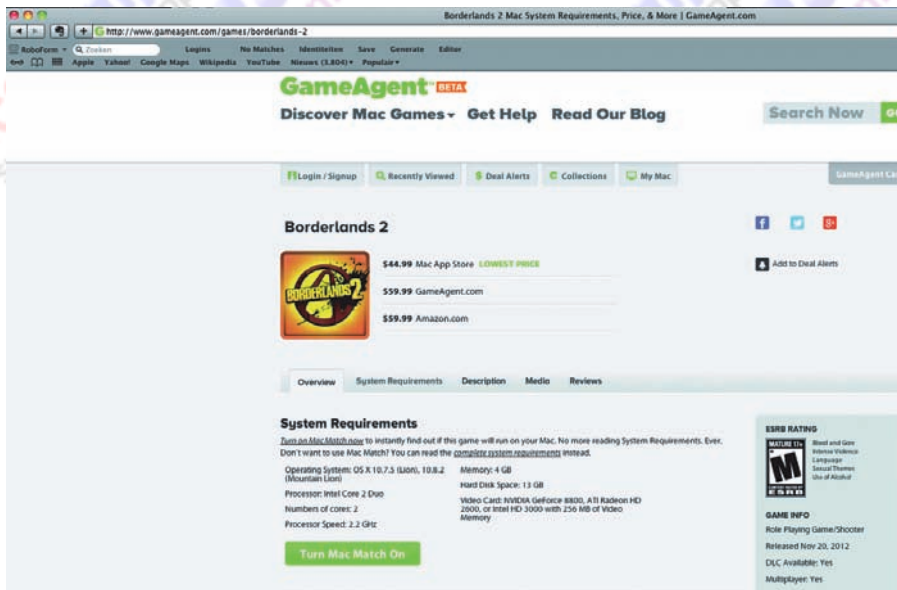 Borderlands 2 Mac System Requirements, Price, & More | GameAgent.com
http://www.gameagent.com/games/borderlands-2
RoboForm Zoeken Logins No Matches Identiteiten Save Generate Editor
Apple Yahoo! Google Maps Wikipedia YouTube Nieuws (3.804) Populair
GameAgent BETA
Discover Mac Games Get Help Read Our Blog
Search Now
Login / Signup Recently Viewed $ Deal Alerts Collections My Mac
Borderlands 2
BORDERLANDS 2
$44.99 Mac App Store LOWEST PRICE
$59.99 GameAgent.com
$59.99 Amazon.com
Add to Deal Alerts
Overview System Requirements Description Media Reviews
System Requirements
Turn on Mac Match now to instantly find out if this game will run on your Mac. No more reading System Requirements. Ever.
Don't want to use Mac Match? You can read the complete system requirements instead.
Operating System: OS X 10.7.5 (Lion), 10.8.2
(Mountain Lion)
Processor: Intel Core 2 Duo
Numbers of cores: 2
Processor Speed: 2.2 GHz
Memory: 4 GB
Hard Disk Space: 13 GB
Video Card: NVIDIA GeForce 8800, ATI Radeon HD
2600, or Intel HD 3000 with 256 MB of Video
Memory
Turn Mac Match On
ESRB RATING
MATURE 17+
M
ESRB
Blood and Gore
Intense Violence
Language
Sexual Themes
Use of Alcohol
GAME INFO
Role Playing Game/Shooter
Released Nov 20, 2012
DLC Available: Yes
Multiplayer: Yes